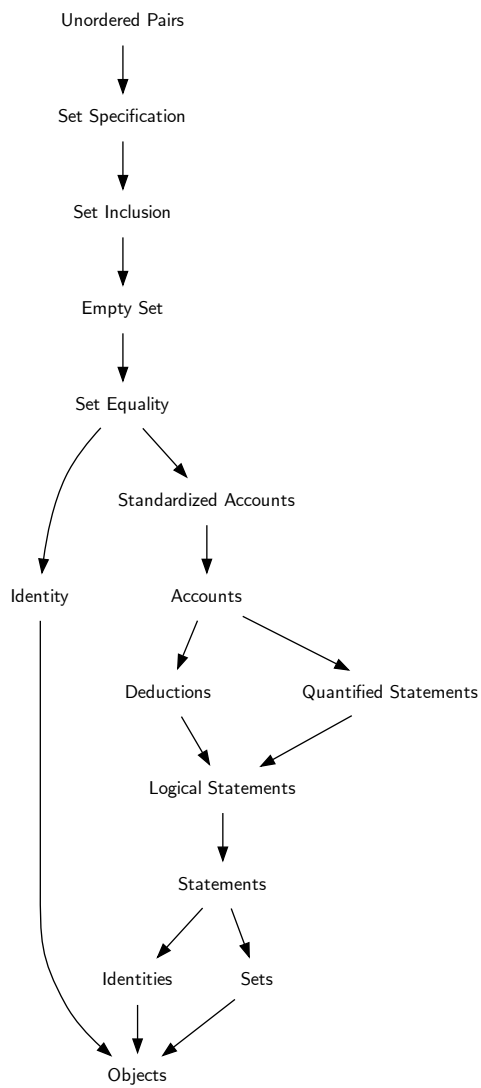 Unordered Pairs
Set Specification
Set Inclusion
Empty Set
Set Equality
Standardized Accounts
Identity
Accounts
Deductions
Quantified Statements
Logical Statements
Statements
Identities
Sets
Objects